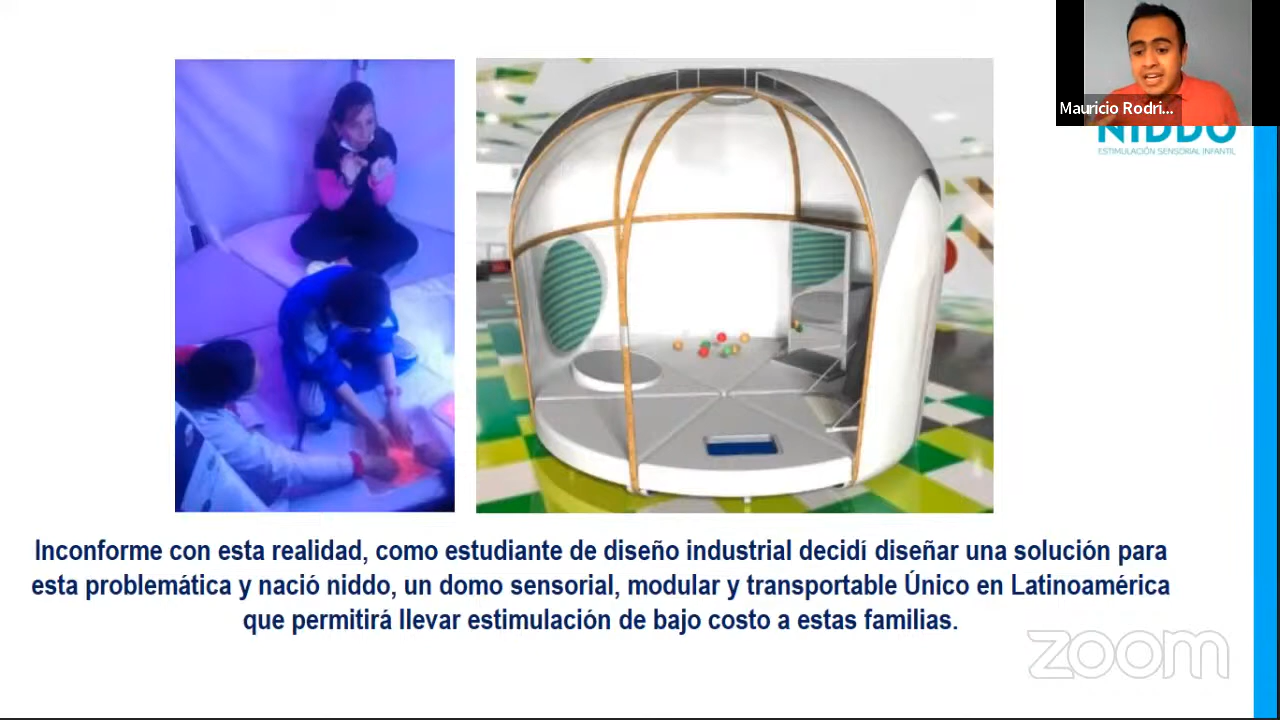 Mauricio Rodri...
NIDDO
ESTIMULACIÓN SENSORIAL INFANTIL
Inconforme con esta realidad, como estudiante de diseño industrial decidí diseñar una solución para
esta problemática y nació niddo, un domo sensorial, modular y transportable Único en Latinoamérica
que permitirá llevar estimulación de bajo costo a estas familias.
zoom